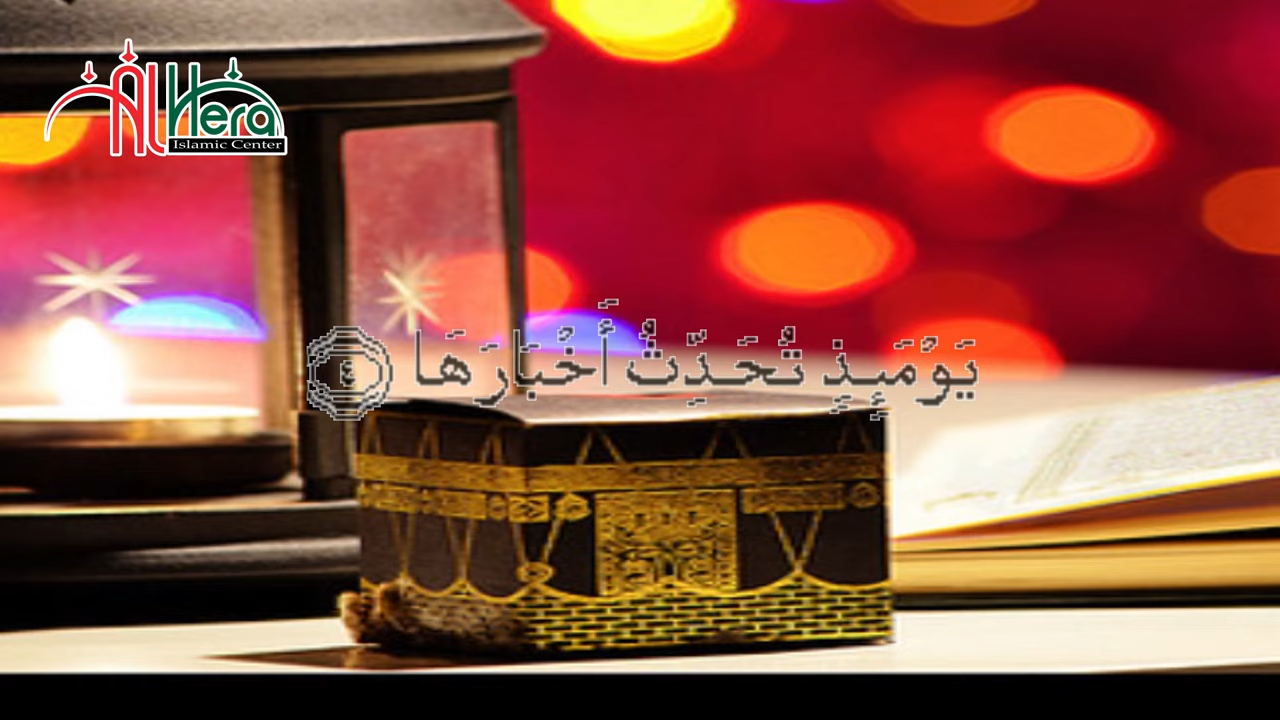 AlHera
Islamic Center
يَوْمَئِذٍ تُحَدِّثُ أَخْبَارَهَا ٤